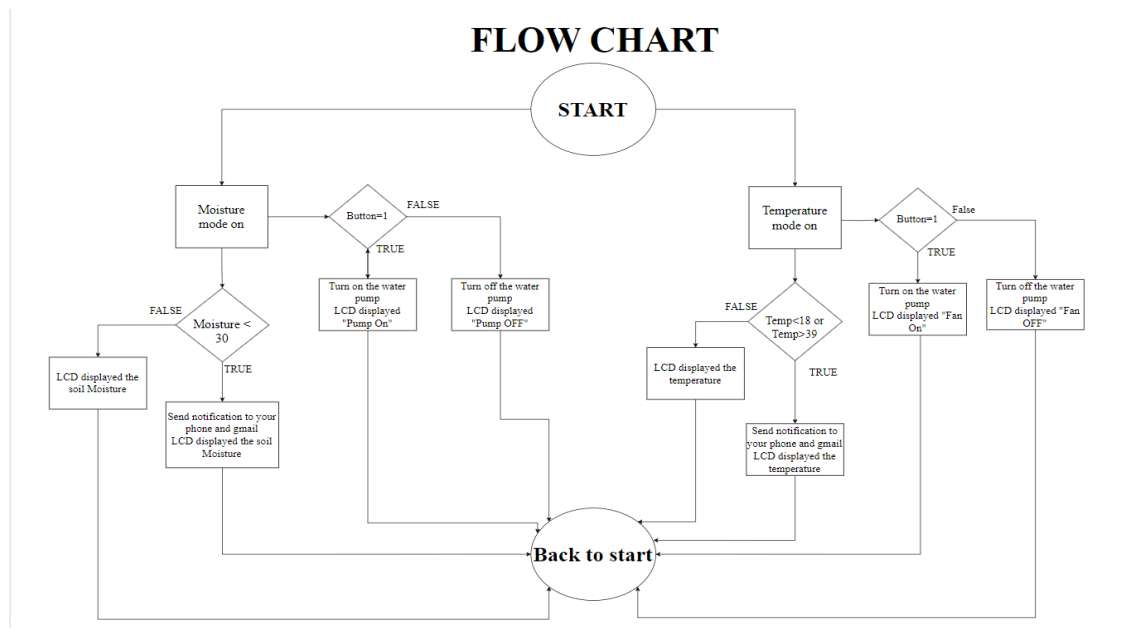 FLOW CHART
START
Moisture
mode on
Button=1
FALSE
TRUE
Turn on the water
pump
LCD displayed
"Pump On"
Turn off the water
pump
LCD displayed
"Pump OFF"
FALSE
Moisture <
30
TRUE
LCD displayed the
soil Moisture
Send notification to your
phone and gmail
LCD displayed the soil
Moisture
Temperature
mode on
Button=1
False
TRUE
Turn on the water
pump
LCD displayed "Fan
On"
Turn off the water
pump
LCD displayed "Fan
OFF"
FALSE
Temp<18 or
Temp>39
TRUE
LCD displayed the
temperature
Send notification to
your phone and gmail
LCD displayed the
temperature
Back to start